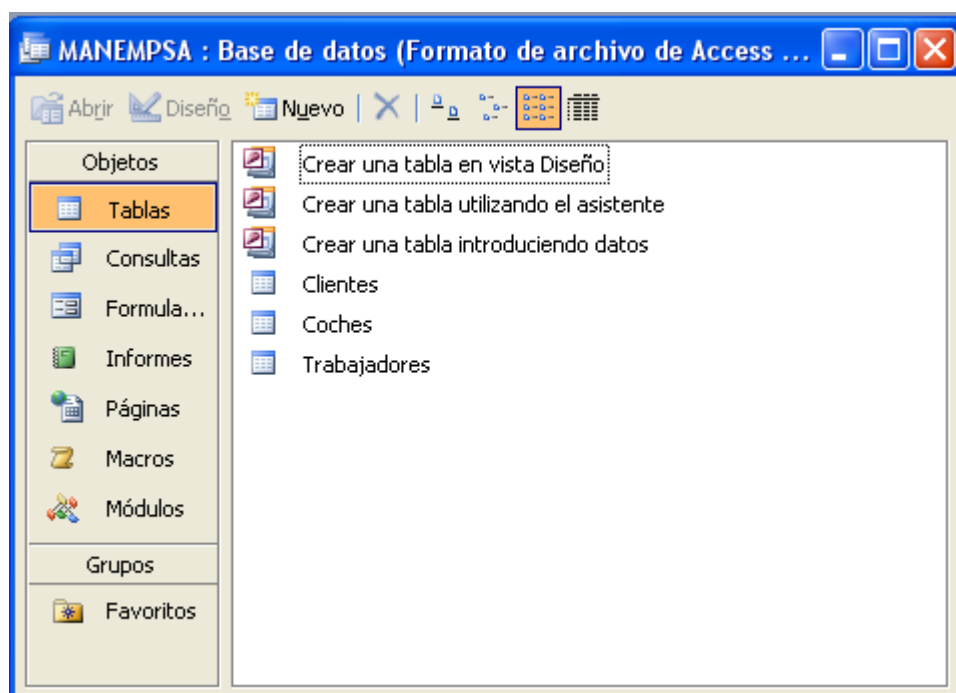 MANEMPSA : Base de datos (Formato de archivo de Access ...
Abrir Diseño Nuevo
Objetos
Tablas
Consultas
Formula...
Informes
Páginas
Macros
Módulos
Grupos
Favoritos
Crear una tabla en vista Diseño
Crear una tabla utilizando el asistente
Crear una tabla introduciendo datos
Clientes
Coches
Trabajadores